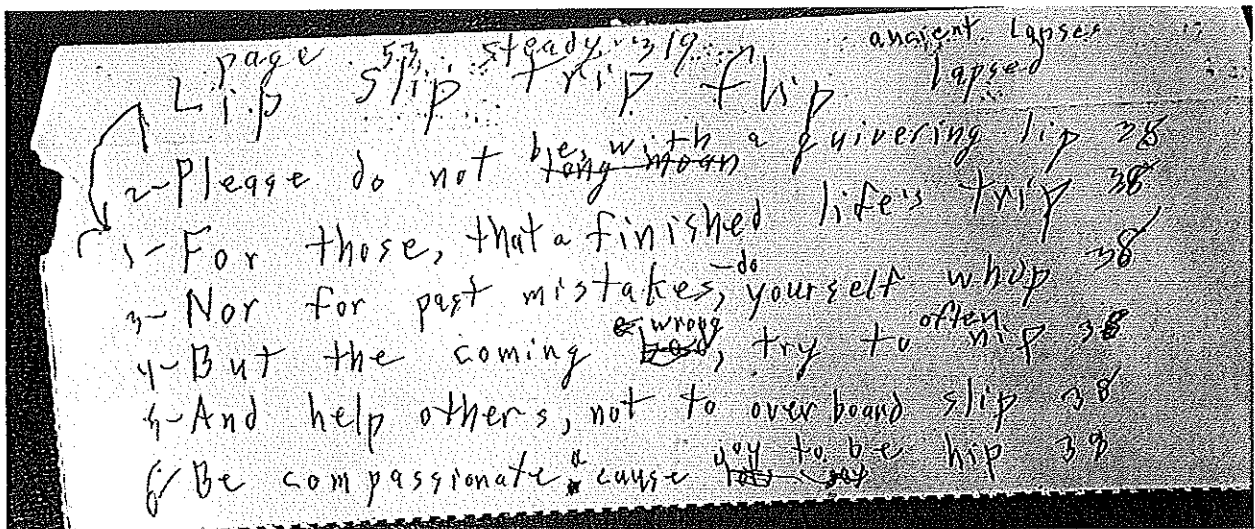 page 53, steady 319 ancient lapses
Lip slip trip flip lapsed
2-Please do not be, with a quivering lip 38
1-For those, that a finished life's trip 38
3-Nor for past mistakes, -do yourself whip 38
4-But the coming wrong, try to often nip 38
5-And help others, not to overboard slip 38
6 Be compassionate a cause joy to be hip 38